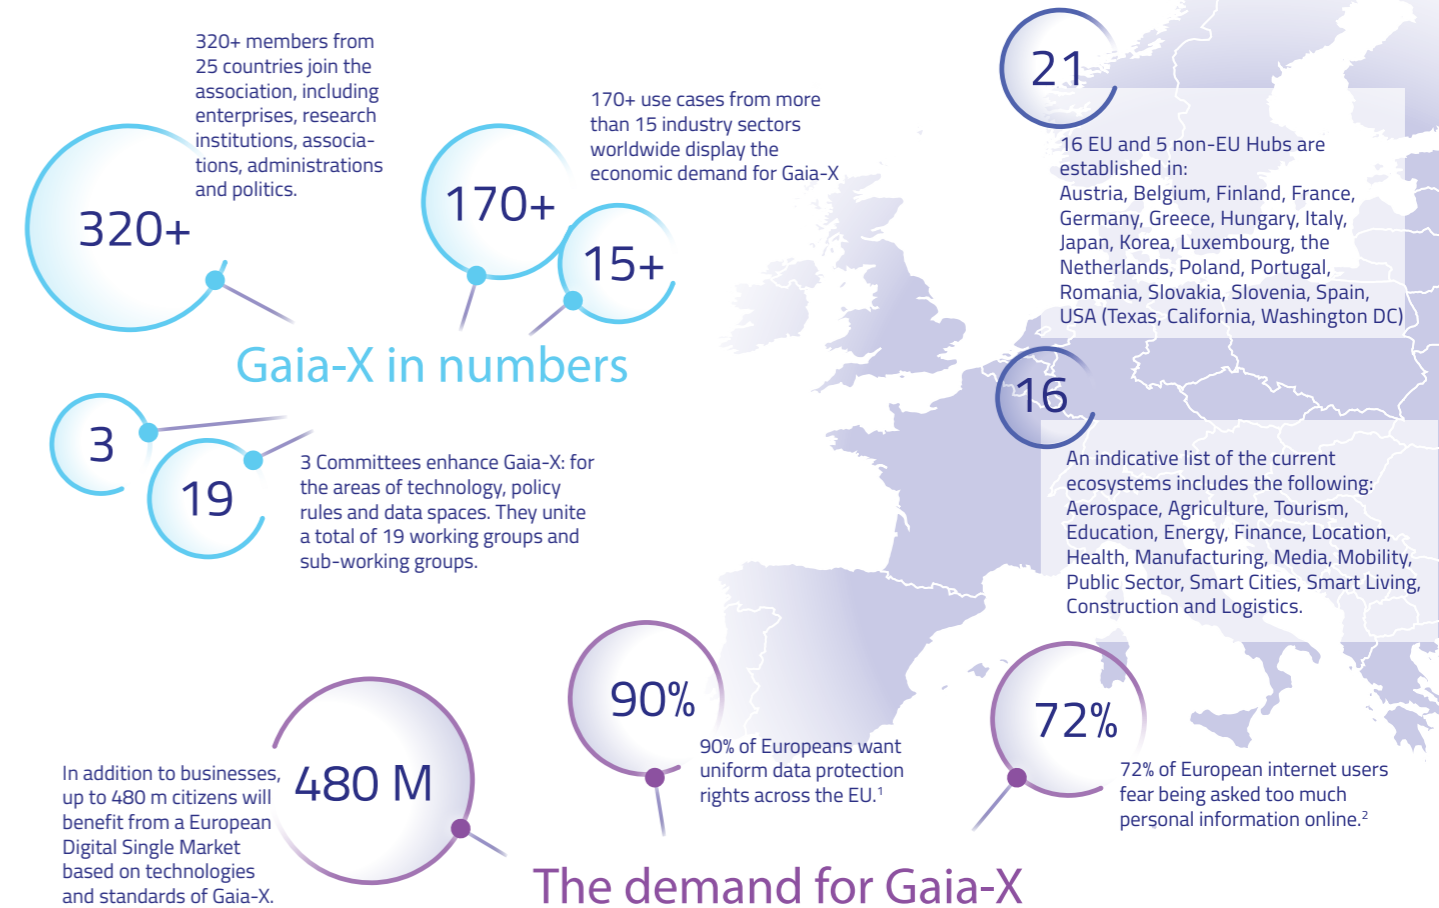 320+ members from
25 countries join the
association, including
enterprises, research
institutions, associa-
tions, administrations
and politics.
320+
170+ use cases from more
than 15 industry sectors
worldwide display the
economic demand for Gaia-X
170+
15+
Gaia-X in numbers
3
19
3 Committees enhance Gaia-X: for
the areas of technology, policy
rules and data spaces. They unite
a total of 19 working groups and
sub-working groups.
21
16 EU and 5 non-EU Hubs are
established in:
Austria, Belgium, Finland, France,
Germany, Greece, Hungary, Italy,
Japan, Korea, Luxembourg, the
Netherlands, Poland, Portugal,
Romania, Slovakia, Slovenia, Spain,
USA (Texas, California, Washington DC)
16
An indicative list of the current
ecosystems includes the following:
Aerospace, Agriculture, Tourism,
Education, Energy, Finance, Location,
Health, Manufacturing, Media, Mobility,
Public Sector, Smart Cities, Smart Living,
Construction and Logistics.
480 M
In addition to businesses,
up to 480 m citizens will
benefit from a European
Digital Single Market
based on technologies
and standards of Gaia-X.
90%
90% of Europeans want
uniform data protection
rights across the EU.¹
72%
72% of European internet users
fear being asked too much
personal information online.²
The demand for Gaia-X